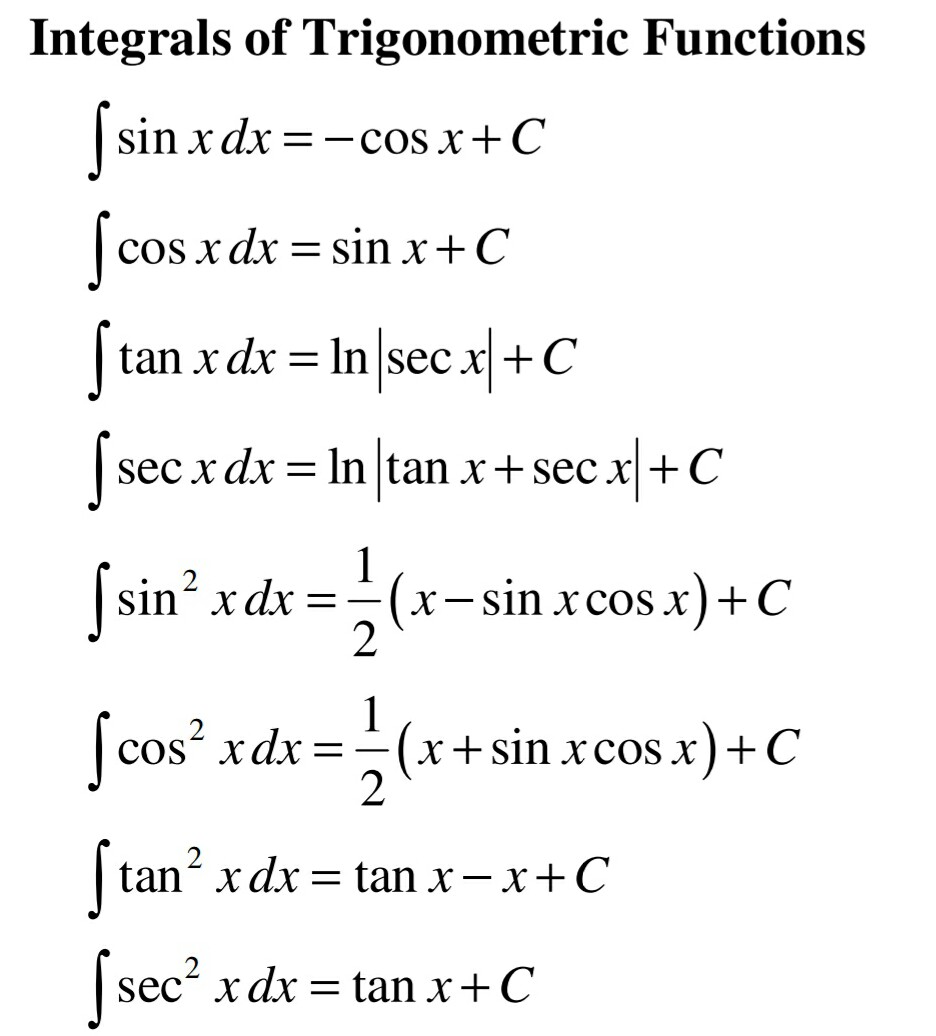 Integrals of Trigonometric Functions
∫ sin x dx = −cos x + C
∫ cos x dx = sin x + C
∫ tan x dx = ln |sec x| + C
∫ sec x dx = ln |tan x + sec x| + C
∫ sin² x dx = 1/2 (x − sin x cos x) + C
∫ cos² x dx = 1/2 (x + sin x cos x) + C
∫ tan² x dx = tan x − x + C
∫ sec² x dx = tan x + C